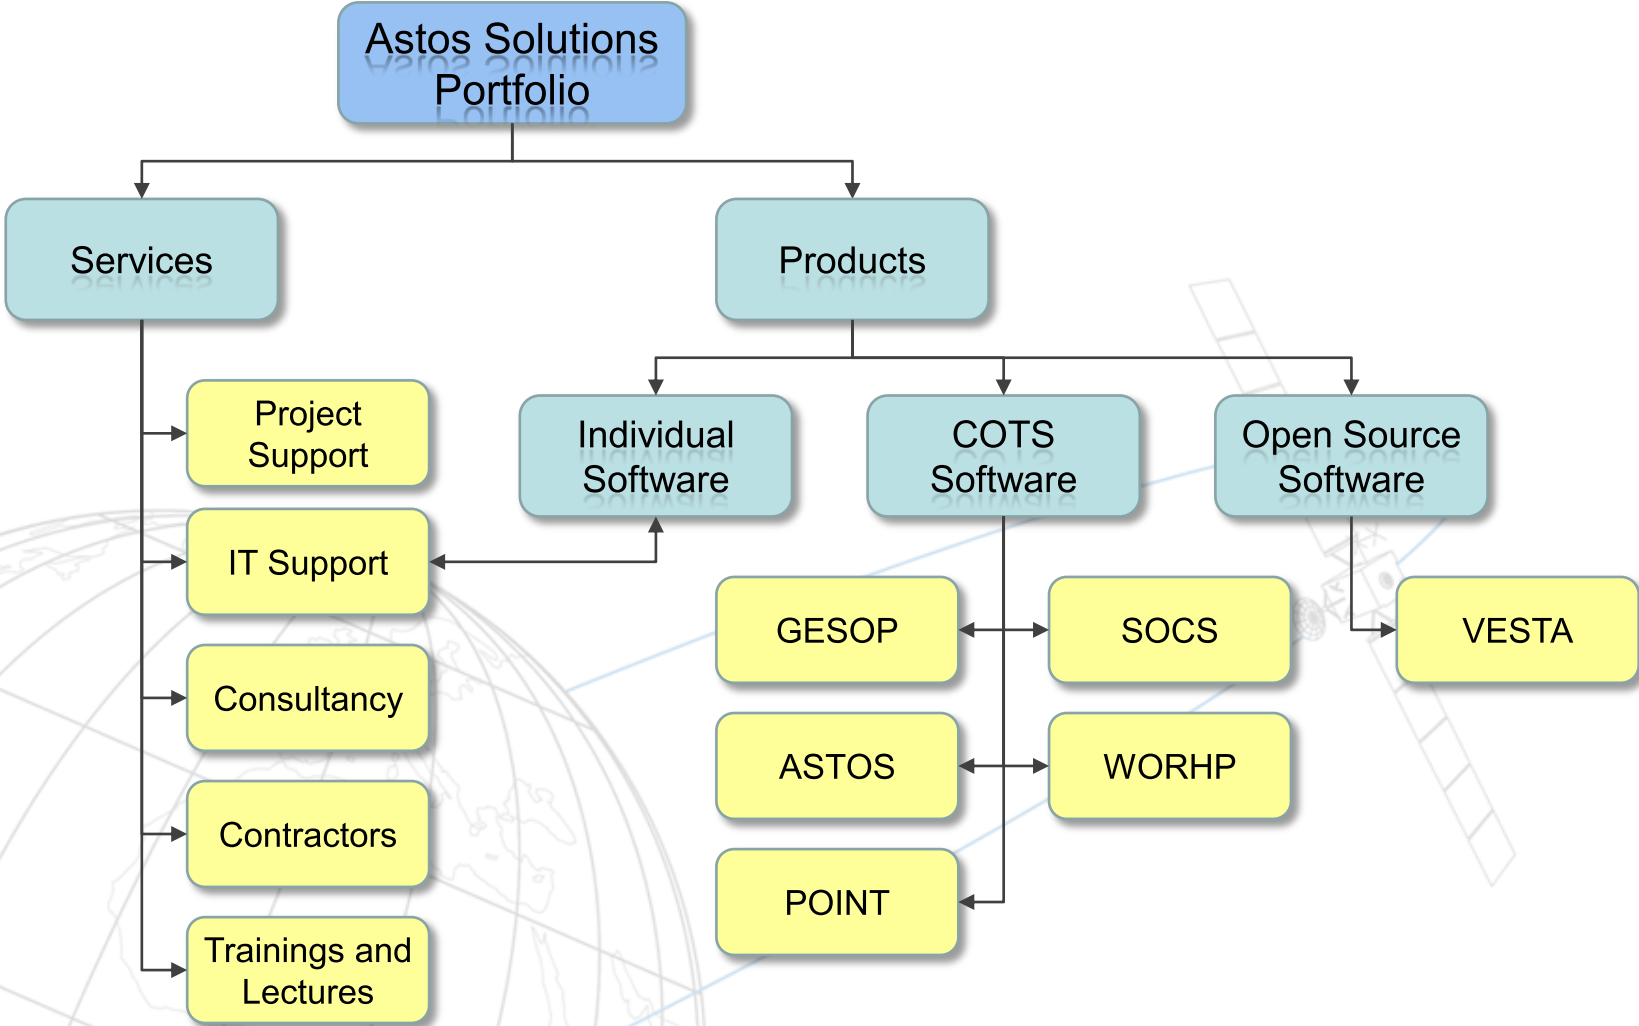 Astos Solutions
Portfolio
Services
Products
Project
Support
IT Support
Consultancy
Contractors
Trainings and
Lectures
Individual
Software
COTS
Software
Open Source
Software
GESOP
SOCS
ASTOS
WORHP
POINT
VESTA